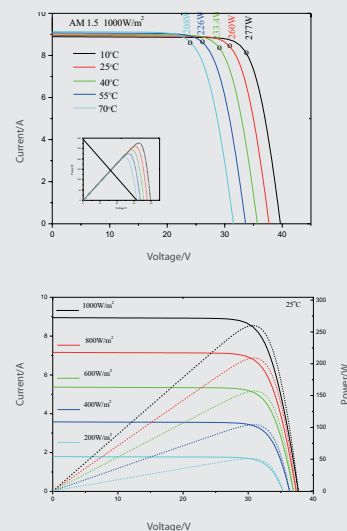 10
8
6
4
2
0
0
10
20
30
40
AM 1.5 1000W/m²
208W
226W
233.4W
260W
277W
10°C
25°C
40°C
55°C
70°C
Current/A
Voltage/V
10
8
6
4
2
0
0
10
20
30
40
300
250
200
150
100
50
0
1000W/m²
800W/m²
600W/m²
400W/m²
200W/m²
25°C
Current/A
Power/W
Voltage/V